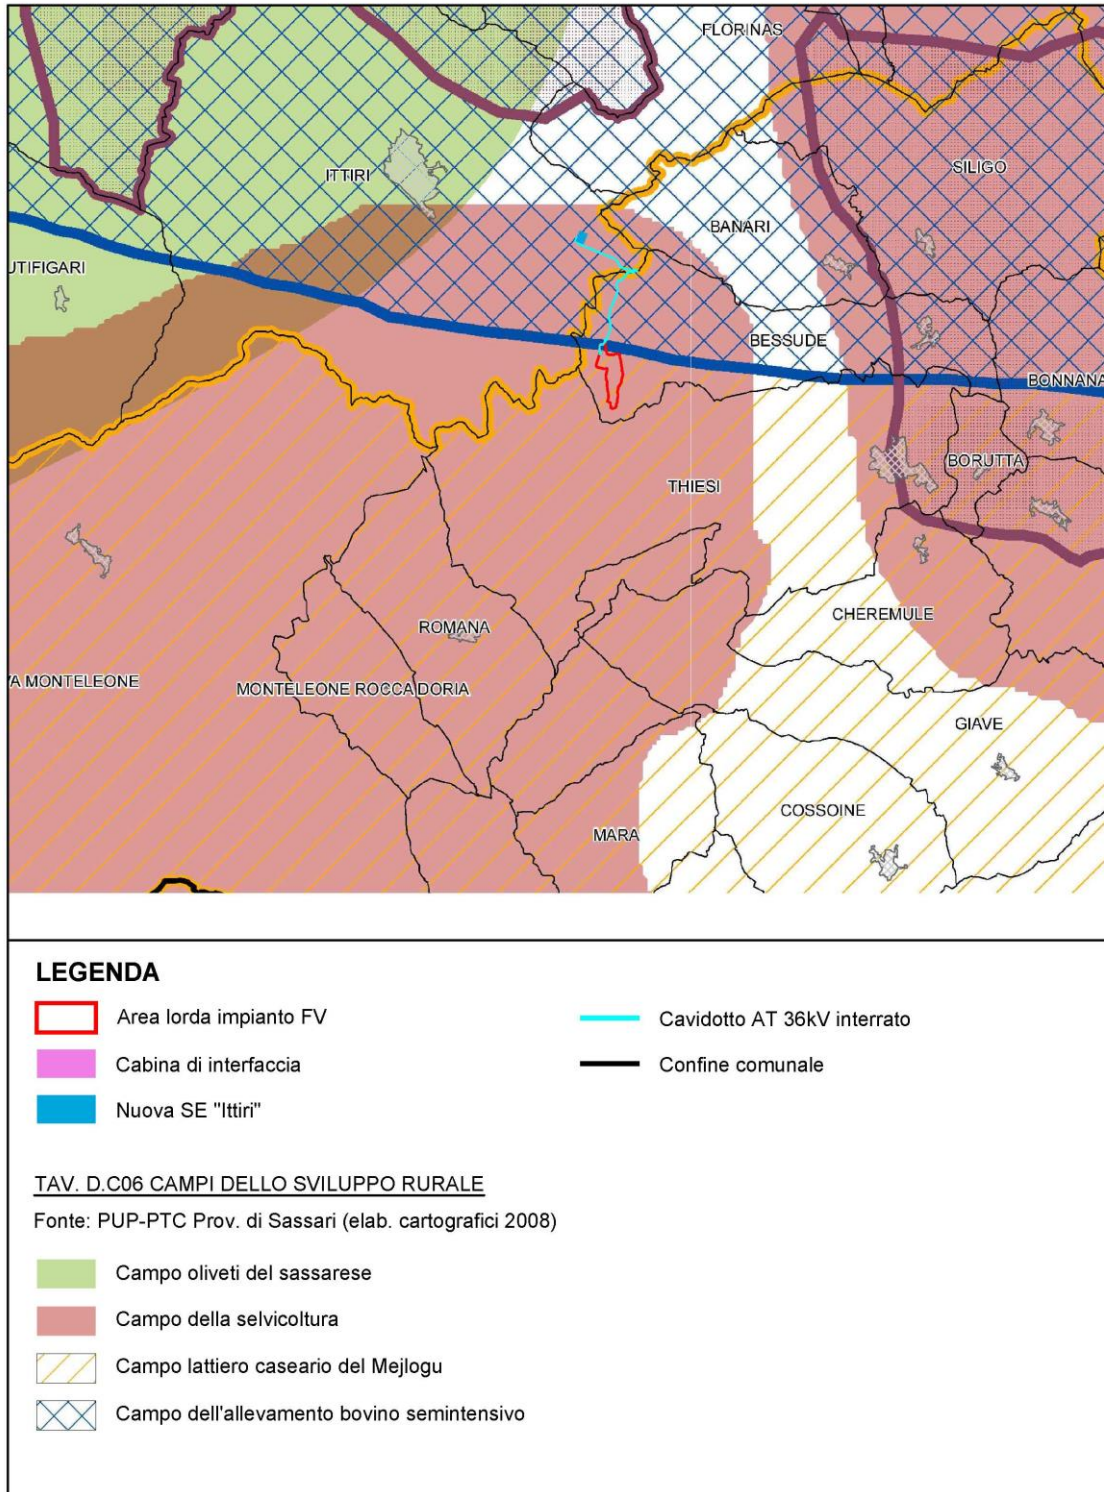 FLORINAS
SILIGO
ITTIRI
BANARI
UTIFIGARI
BESSUDE
BONNANA
BORUTTA
THIESI
CHEREMULE
ROMANA
A MONTELEONE
MONTELEONE ROCCA DORIA
GIAVE
COSSOINE
MARA
LEGENDA
Area lorda impianto FV
Cavidotto AT 36kV interrato
Cabina di interfaccia
Confine comunale
Nuova SE "Ittiri"
TAV. D.C06 CAMPI DELLO SVILUPPO RURALE
Fonte: PUP-PTC Prov. di Sassari (elab. cartografici 2008)
Campo oliveti del sassarese
Campo della selvicoltura
Campo lattiero caseario del Mejlogu
Campo dell'allevamento bovino semintensivo